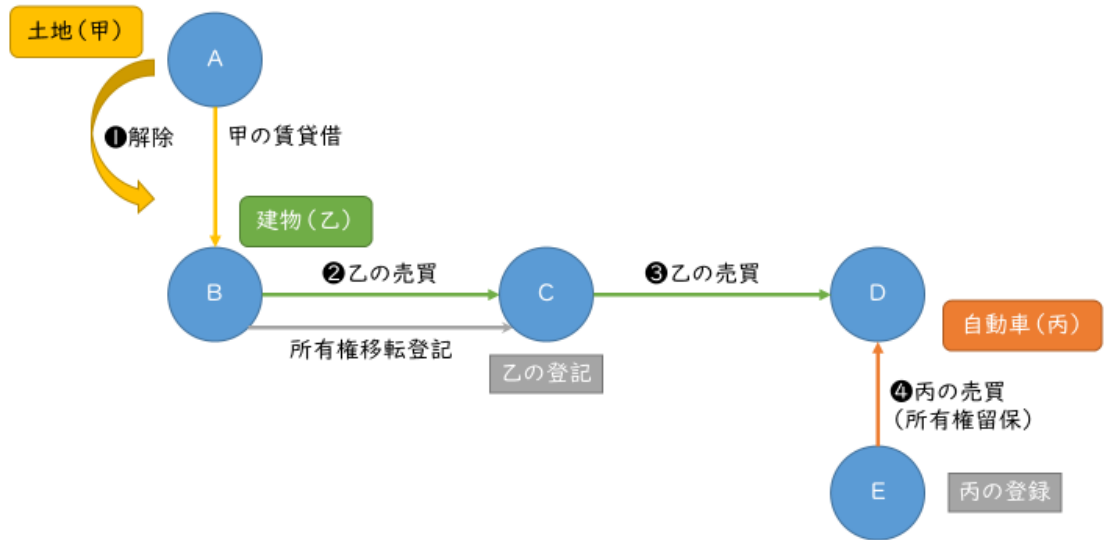 土地(甲)
A
❶解除
甲の賃貸借
建物(乙)
B
❷乙の売買
C
❸乙の売買
D
所有権移転登記
乙の登記
自動車(丙)
❹丙の売買
(所有権留保)
E
丙の登録